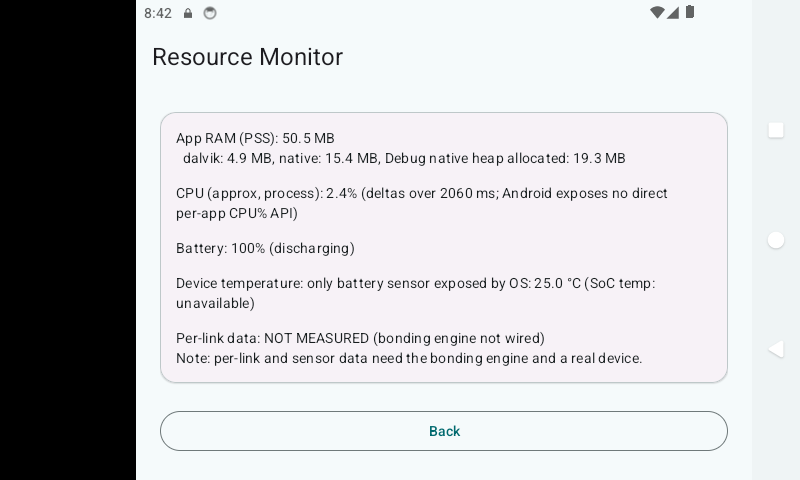 8:42
Resource Monitor
App RAM (PSS): 50.5 MB
dalvik: 4.9 MB, native: 15.4 MB, Debug native heap allocated: 19.3 MB
CPU (approx, process): 2.4% (deltas over 2060 ms; Android exposes no direct
per-app CPU% API)
Battery: 100% (discharging)
Device temperature: only battery sensor exposed by OS: 25.0 °C (SoC temp:
unavailable)
Per-link data: NOT MEASURED (bonding engine not wired)
Note: per-link and sensor data need the bonding engine and a real device.
Back